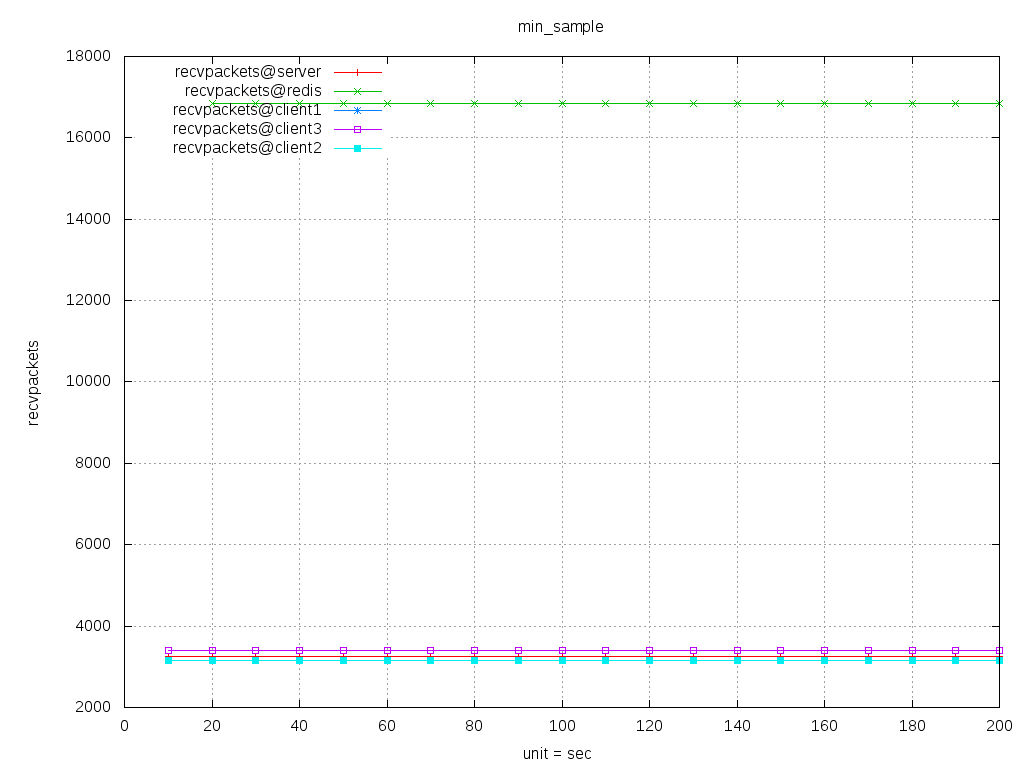 min_sample
18000
16000
14000
12000
10000
8000
6000
4000
2000
recvpackets
recvpackets@server
recvpackets@redis
recvpackets@client1
recvpackets@client3
recvpackets@client2
0 20 40 60 80 100 120 140 160 180 200
unit = sec